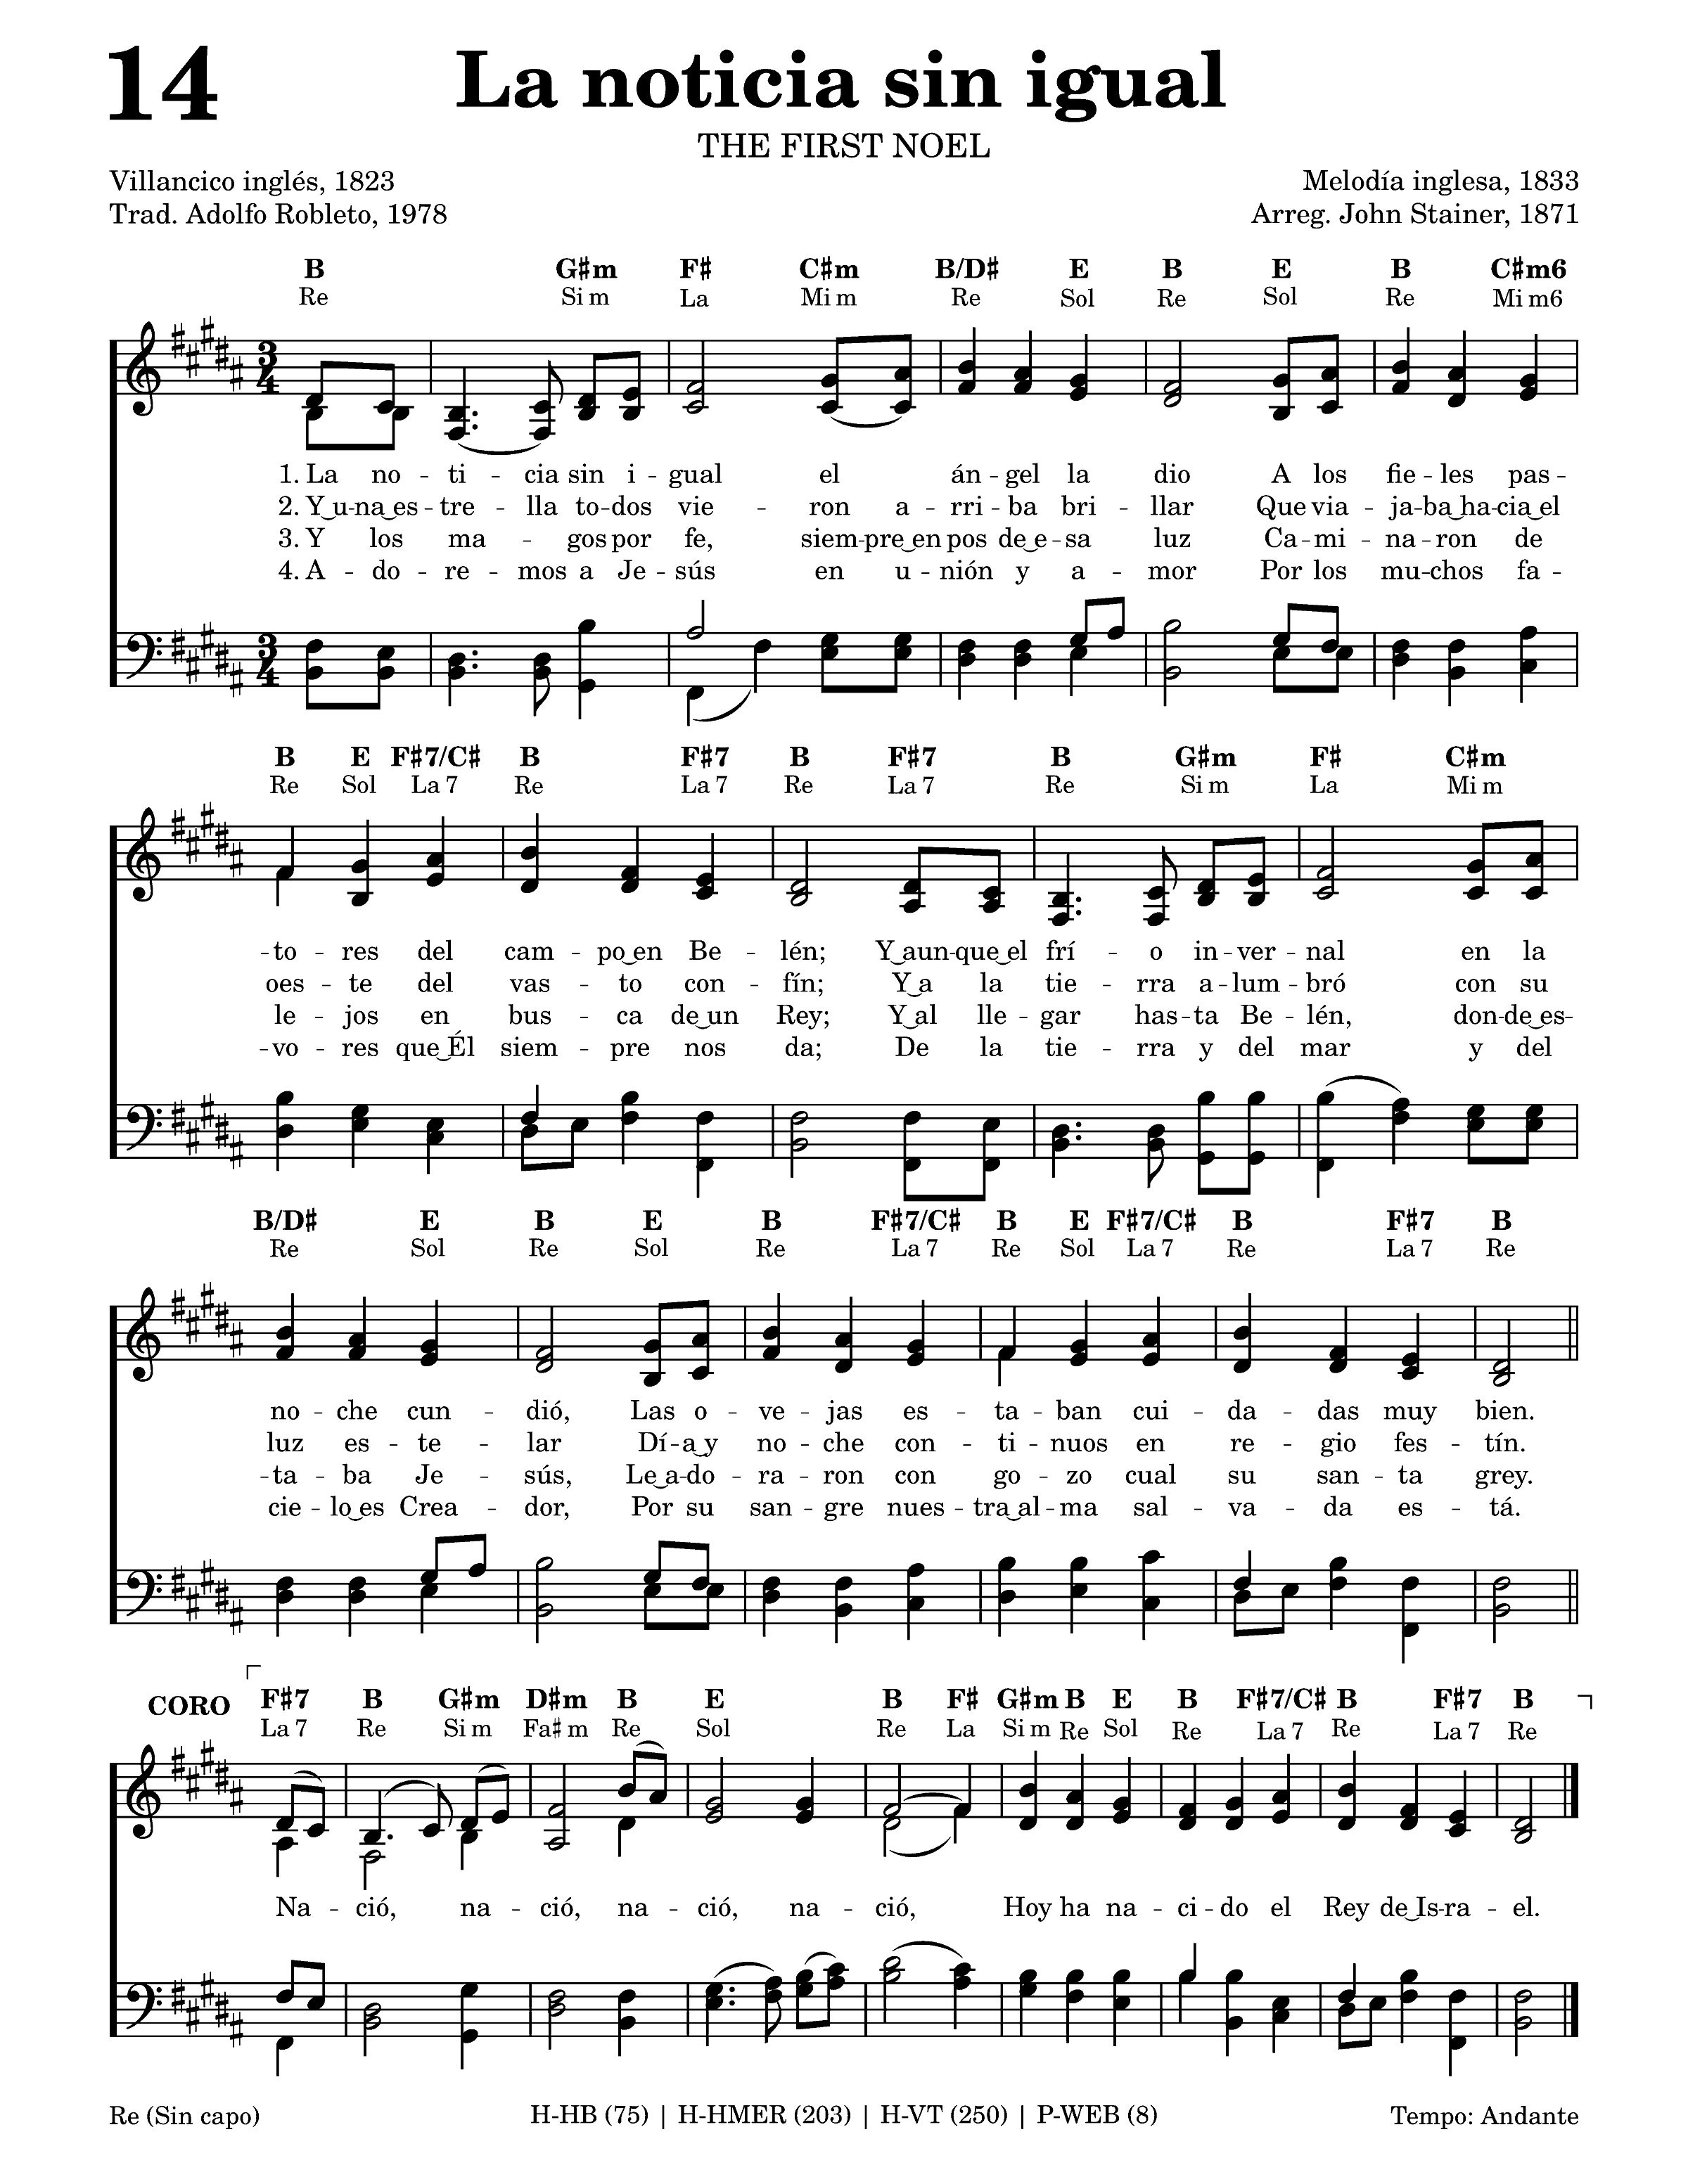 14
La noticia sin igual
THE FIRST NOEL
Villancico inglés, 1823
Melodía inglesa, 1833
Trad. Adolfo Robleto, 1978
Arreg. John Stainer, 1871
B G♯m F♯ C♯m B/D♯ E B E B C♯m6
Re Si m La Mi m Re Sol Re Sol Re Mi m6
3/4
1. La no – ti – cia sin i – gual el án – gel la dio A los fie – les pas –
2. Y‿u – na‿es – tre – lla to – dos vie – ron a – rri – ba bri – llar Que via – ja – ba‿ha – cia‿el
3. Y los ma – gos por fe, siem – pre‿en pos de‿e – sa luz Ca – mi – na – ron de
4. A – do – re – mos a Je – sús en u – nión y a – mor Por los mu – chos fa –
3/4
B E F♯7/C♯ B F♯7 B F♯7 B G♯m F♯ C♯m
Re Sol La 7 Re La 7 Re La 7 Re Si m La Mi m
– to – res del cam – po‿en Be – lén; Y‿aun – que‿el frí – o in – ver – nal en la
oes – te del vas – to con – fín; Y‿a la tie – rra a – lum – bró con su
le – jos en bus – ca de‿un Rey; Y‿al lle – gar has – ta Be – lén, don – de‿es –
– vo – res que‿Él siem – pre nos da; De la tie – rra y del mar y del
B/D♯ E B E B F♯7/C♯ B E F♯7/C♯ B F♯7 B
Re Sol Re Sol Re La 7 Re Sol La 7 Re La 7 Re
no – che cun – dió, Las o – ve – jas es – ta – ban cui – da – das muy bien.
luz es – te – lar Dí – a‿y no – che con – ti – nuos en re – gio fes – tín.
– ta – ba Je – sús, Le‿a – do – ra – ron con go – zo cual su san – ta grey.
cie – lo‿es Crea – dor, Por su san – gre nues – tra‿al – ma sal – va – da es – tá.
CORO F♯7 B G♯m D♯m B E B F♯ G♯m B E B F♯7/C♯ B F♯7 B
La 7 Re Si m Fa♯ m Re Sol Re La Si m Re Sol Re La 7 Re La 7 Re
Na – ció, na – ció, na – ció, na – ció, Hoy ha na – ci – do el Rey de‿Is – ra – el.
Re (Sin capo)
H-HB (75) | H-HMER (203) | H-VT (250) | P-WEB (8)
Tempo: Andante